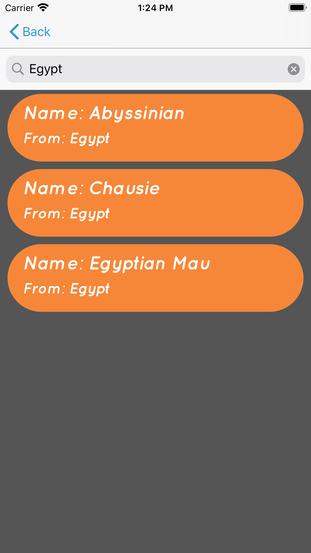 Carrier 1:24 PM
Back
Egypt
Name: Abyssinian
From: Egypt
Name: Chausie
From: Egypt
Name: Egyptian Mau
From: Egypt